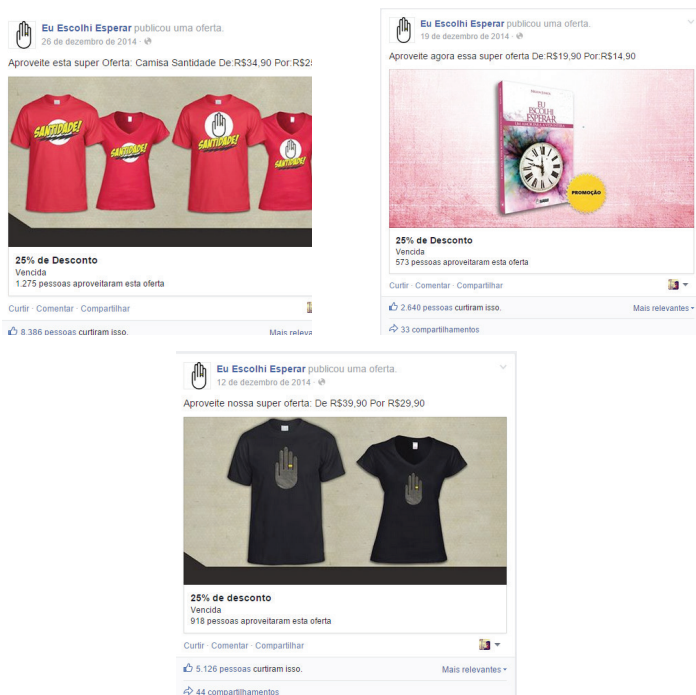 Eu Escolhi Esperar publicou uma oferta.
26 de dezembro de 2014 ·
Aproveite esta super Oferta: Camisa Santidade De:R$34,90 Por:R$2
SANTIDADE!
SANTIDADE!
SANTIDADE!
SANTIDADE!
25% de Desconto
Vencida
1.275 pessoas aproveitaram esta oferta
Curtir · Comentar · Compartilhar
8.386 pessoas curtiram isso.
Mais releva
Eu Escolhi Esperar publicou uma oferta.
19 de dezembro de 2014 ·
Aproveite agora essa super oferta De:R$19,90 Por:R$14,90
EU
ESCOLHI
ESPERAR
PROMOÇÃO
25% de Desconto
Vencida
573 pessoas aproveitaram esta oferta
Curtir · Comentar · Compartilhar
2.640 pessoas curtiram isso.
Mais relevantes
33 compartilhamentos
Eu Escolhi Esperar publicou uma oferta.
12 de dezembro de 2014 ·
Aproveite nossa super oferta: De R$39,90 Por R$29,90
25% de desconto
Vencida
918 pessoas aproveitaram esta oferta
Curtir · Comentar · Compartilhar
5.126 pessoas curtiram isso.
Mais relevantes
44 compartilhamentos